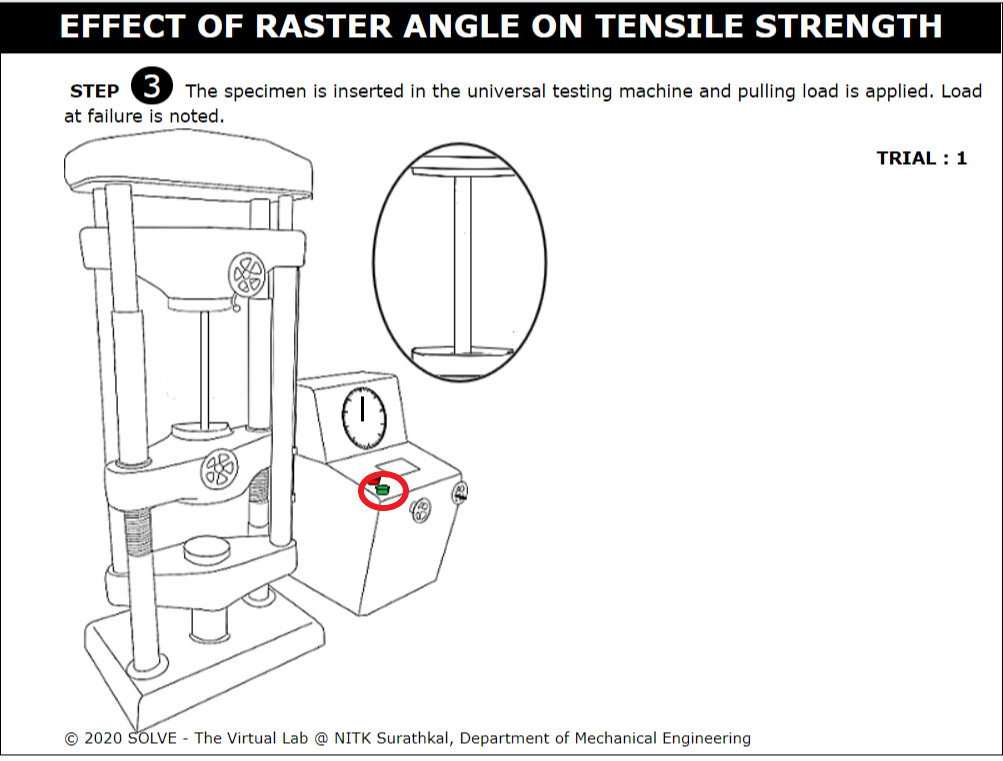 EFFECT OF RASTER ANGLE ON TENSILE STRENGTH
STEP 3 The specimen is inserted in the universal testing machine and pulling load is applied. Load
at failure is noted.
TRIAL : 1
© 2020 SOLVE - The Virtual Lab @ NITK Surathkal, Department of Mechanical Engineering